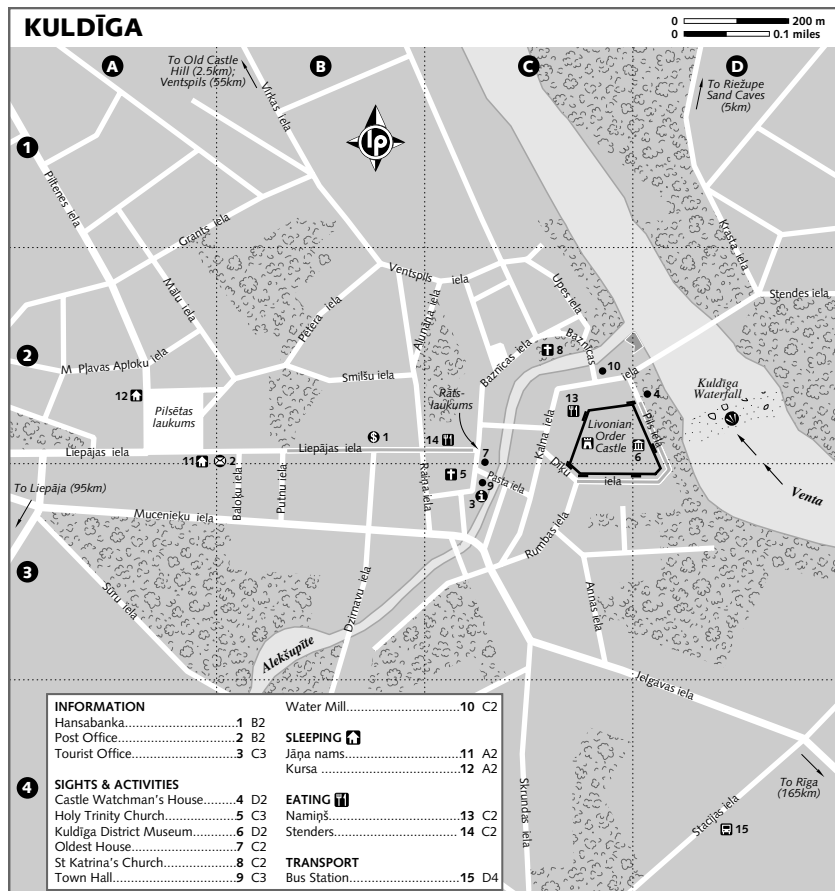 KULDĪGA
0 200 m
0 0.1 miles
A
B
C
D
To Old Castle
Hill (2.5km);
Ventspils (55km)
To Riežupe
Sand Caves
(5km)
lp
1
Virkas iela
Piltenes iela
Grants iela
Krasta iela
Mālu iela
Ventspils iela
Stendes iela
Pētera iela
Alunāna iela
Upes iela
2
M Pļavas Aploku iela
Baznīcas iela
8
Baznīcas
iela
10
Smilšu iela
4
Kuldīga
Waterfall
12
Pilsētas
laukums
Rāts-
laukums
13
Livonian
Order
Castle
Pils iela
Kalna iela
1
14
Liepājas iela
Liepājas iela
7
6
11
2
5
Diķu
iela
Venta
To Liepāja (95km)
Baloku iela
Putnu iela
Raiņa iela
9
Pasta iela
3
Mucenieku iela
Rumbas iela
3
Sūru iela
Dzirnavu iela
Annas iela
Alekšupīte
Jelgavas iela
4
Skrundas iela
To Rīga
(165km)
Stacijas iela
15
INFORMATION
Hansabanka..............................1 B2
Post Office................................2 B2
Tourist Office............................3 C3
SIGHTS & ACTIVITIES
Castle Watchman's House.......4 D2
Holy Trinity Church...................5 C3
Kuldīga District Museum..........6 D2
Oldest House............................7 C2
St Katrina's Church...................8 C2
Town Hall.................................9 C3
Water Mill...............................10 C2
SLEEPING
Jāņa nams...............................11 A2
Kursa......................................12 A2
EATING
Namiņš...................................13 C2
Stenders.................................14 C2
TRANSPORT
Bus Station.............................15 D4